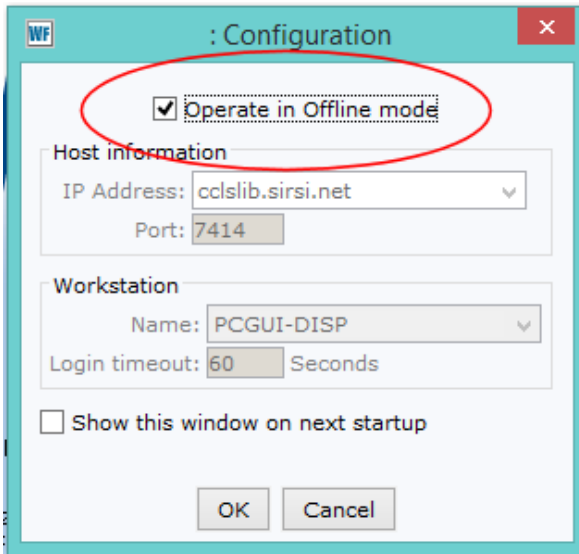 WF : Configuration
Operate in Offline mode
Host information
IP Address: cclslib.sirsi.net
Port: 7414
Workstation
Name: PCGUI-DISP
Login timeout: 60 Seconds
Show this window on next startup
OK Cancel